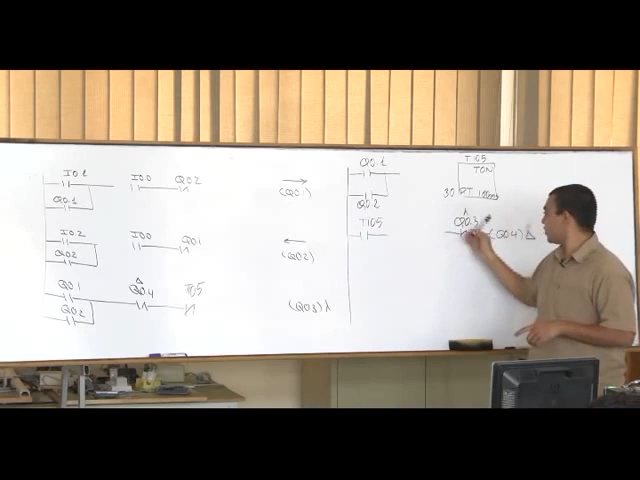 I0.1 I0.0 Q0.2
Q0.1 (Q0.1)
I0.2 I0.0 Q0.1
Q0.2 (Q0.2)
Q0.1 Δ Q0.4 T05
Q0.2 (Q0.3) λ
Q0.1 T105
TON
Q0.2 30 PT 100ms
T105 λ Q0.3 (Q0.4) Δ